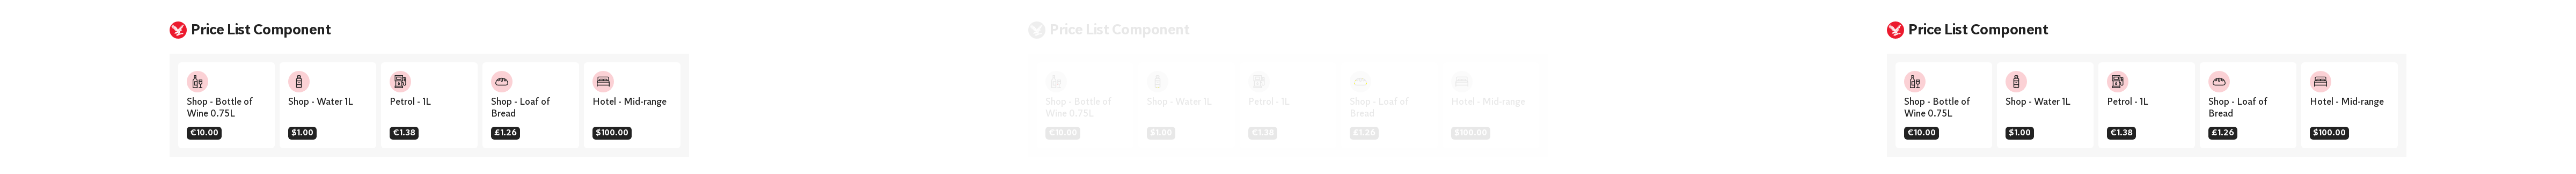 Price List Component
Shop - Bottle of
Wine 0.75L
€10.00
Shop - Water 1L
$1.00
Petrol - 1L
€1.38
Shop - Loaf of
Bread
£1.26
Hotel - Mid-range
$100.00
Price List Component
Shop - Bottle of
Wine 0.75L
€10.00
Shop - Water 1L
$1.00
Petrol - 1L
€1.38
Shop - Loaf of
Bread
£1.26
Hotel - Mid-range
$100.00
Price List Component
Shop - Bottle of
Wine 0.75L
€10.00
Shop - Water 1L
$1.00
Petrol - 1L
€1.38
Shop - Loaf of
Bread
£1.26
Hotel - Mid-range
$100.00